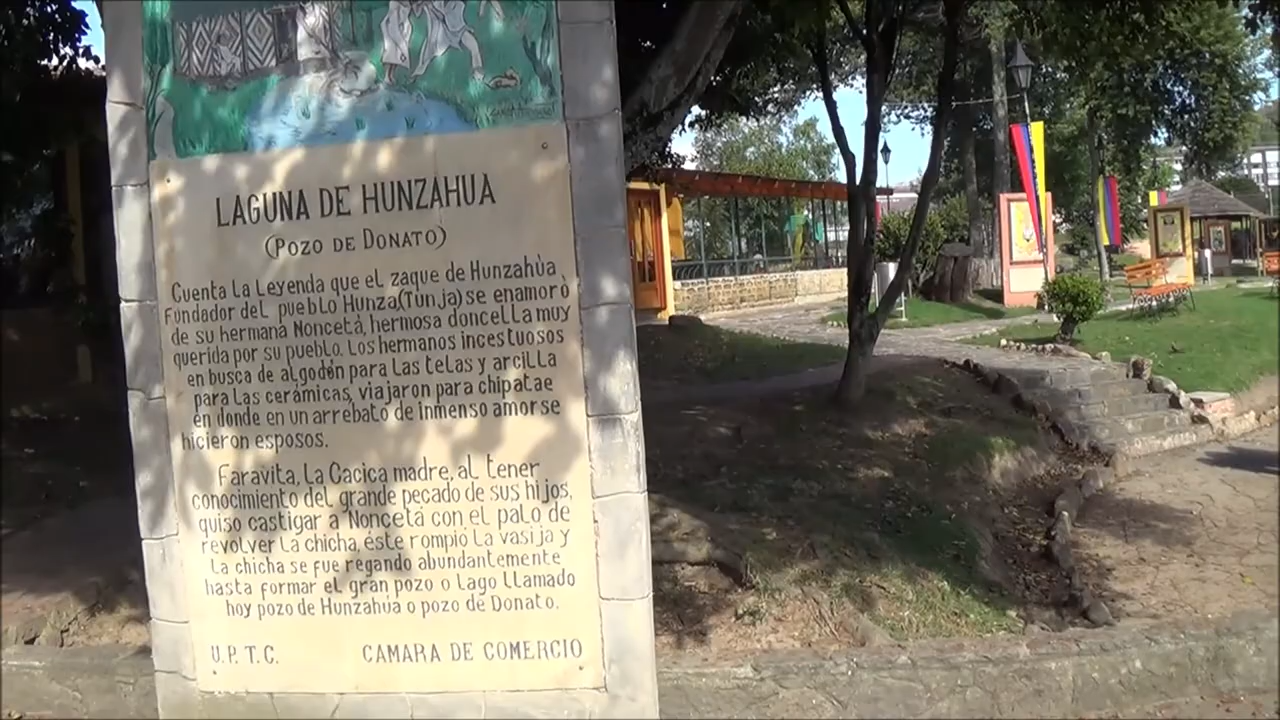 LAGUNA DE HUNZAHUA
(POZO DE DONATO)
Cuenta la Leyenda que el zaque de Hunzahùa,
Fundador del pueblo Hunza(Tunja) se enamorò
de su hermana Noncetá, hermosa doncella muy
querida por su pueblo. Los hermanos incestuosos
en busca de algodón para las telas y arcilla
para las cerámicas, viajaron para chipatae
en donde en un arrebato de inmenso amor se
hicieron esposos.
Faravita, la Cacica madre, al tener
conocimiento del grande pecado de sus hijos,
quiso castigar a Noncetá con el palo de
revolver la chicha, éste rompió la vasija y
la chicha se fue regando abundantemente
hasta formar el gran pozo o lago llamado
hoy pozo de Hunzahúa o pozo de Donato.
U.P.T.C. CAMARA DE COMERCIO